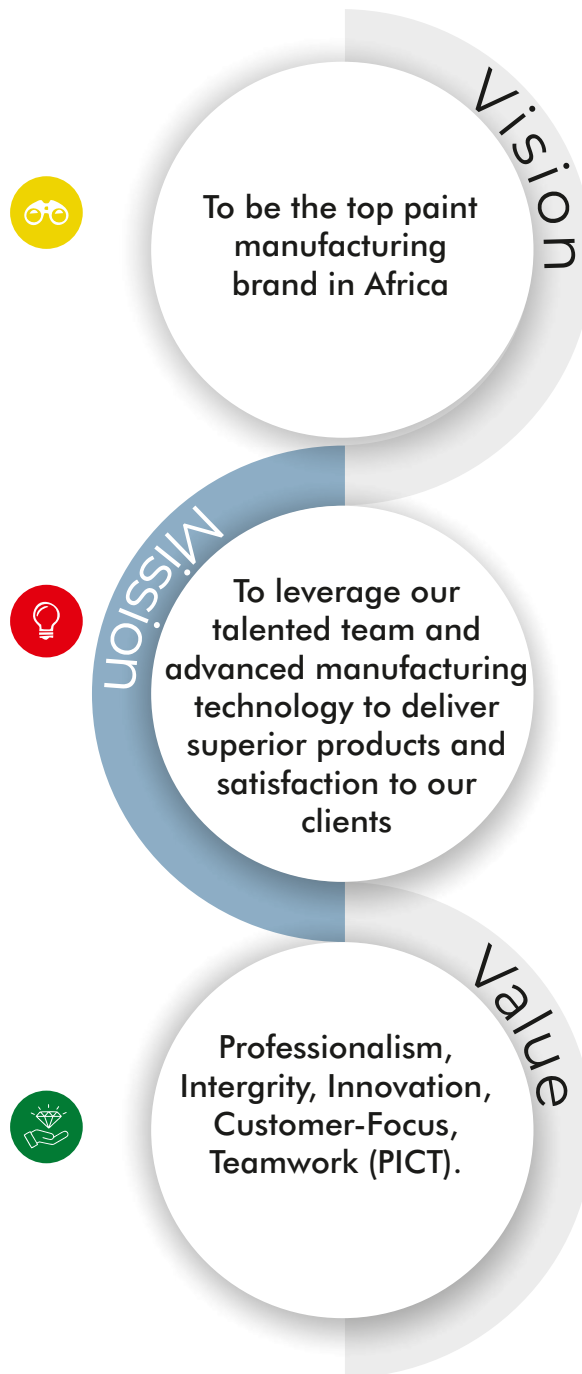 Vision
To be the top paint
manufacturing
brand in Africa
Mission
To leverage our
talented team and
advanced manufacturing
technology to deliver
superior products and
satisfaction to our
clients
Value
Professionalism,
Intergrity, Innovation,
Customer-Focus,
Teamwork (PICT).